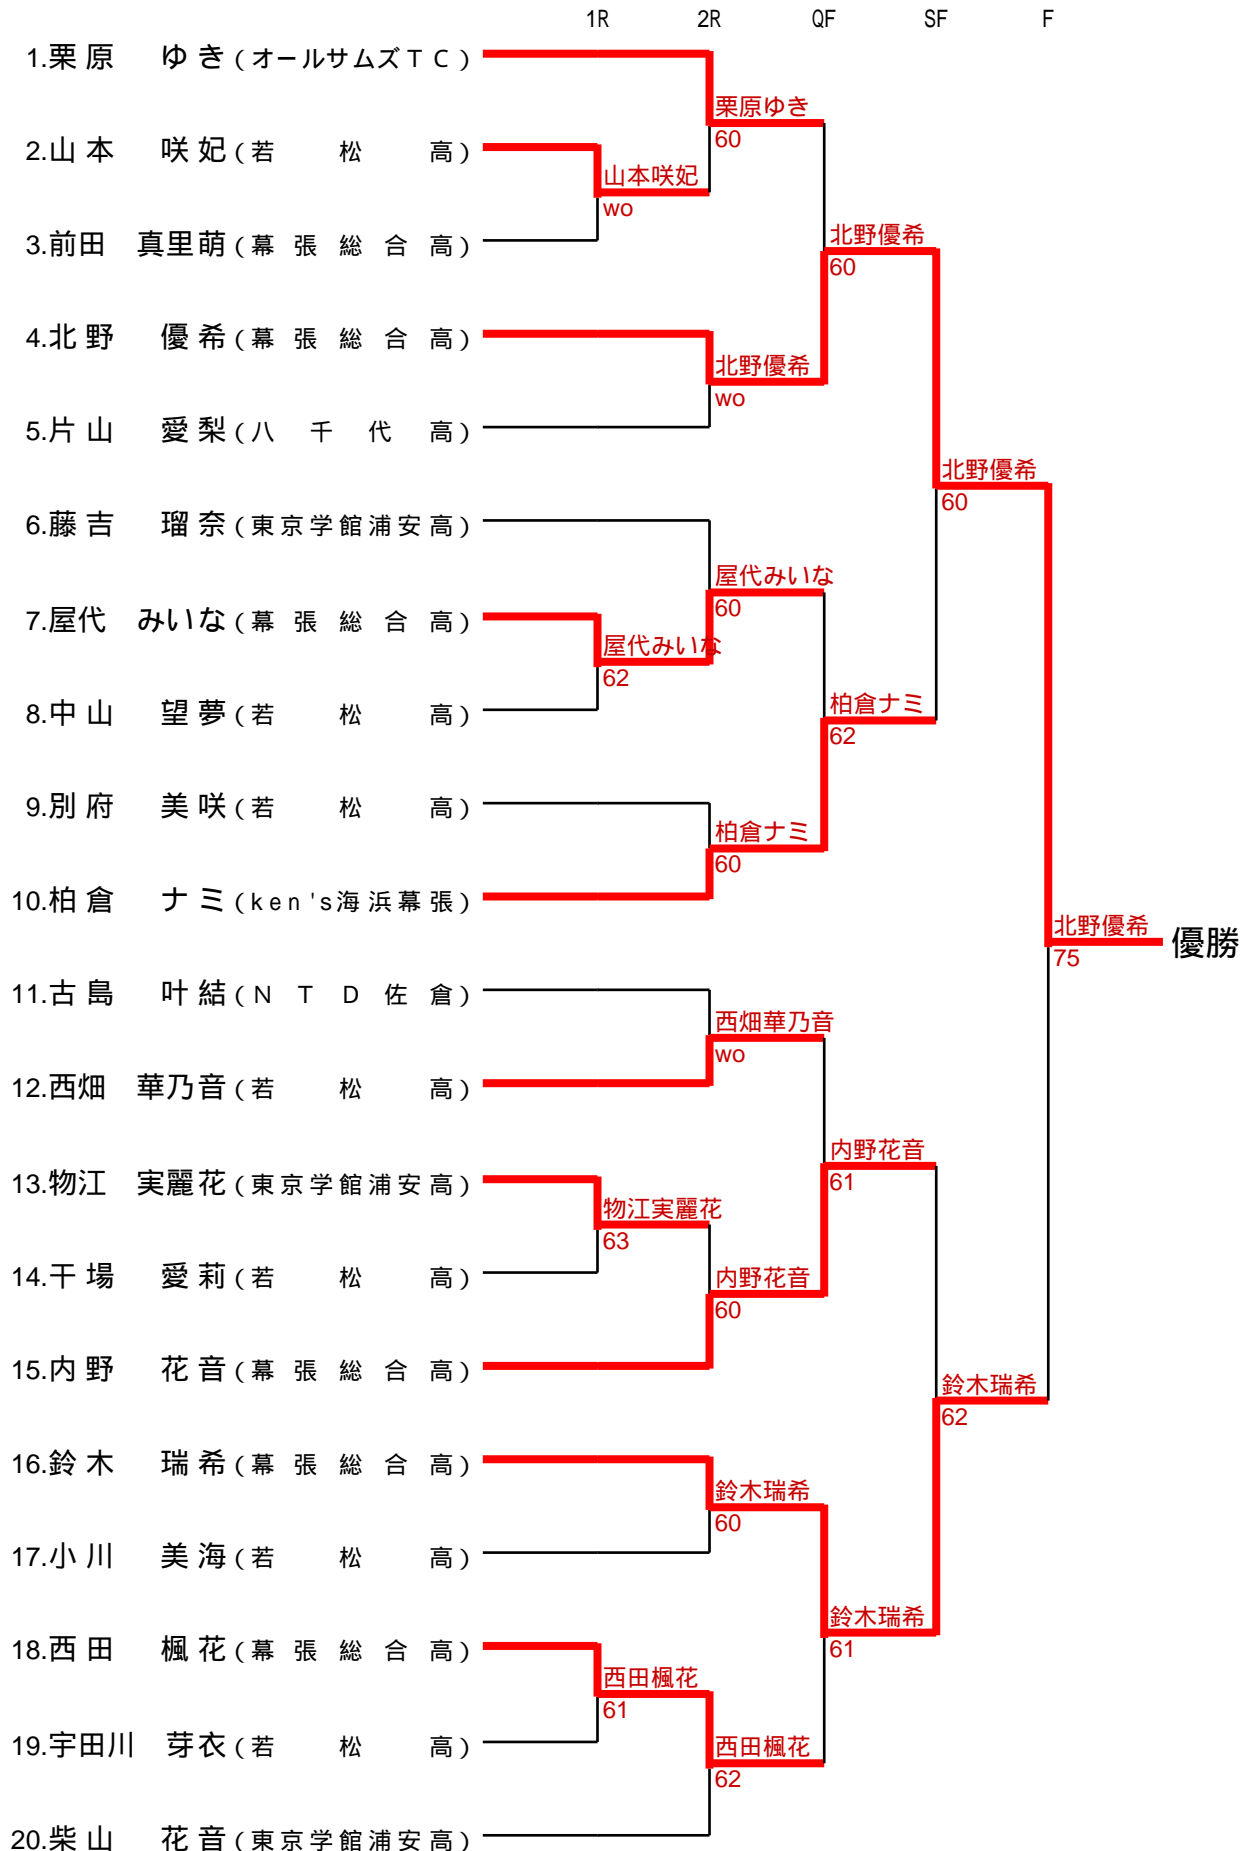 1R 2R QF SF F
1.栗原 ゆき(オールサムズTC)
栗原ゆき
60
2.山本 咲妃(若松高)
山本咲妃
wo
3.前田 真里萌(幕張総合高)
北野優希
60
4.北野 優希(幕張総合高)
北野優希
wo
5.片山 愛梨(八千代高)
北野優希
60
6.藤吉 瑠奈(東京学館浦安高)
屋代みいな
60
7.屋代 みいな(幕張総合高)
屋代みいな
62
8.中山 望夢(若松高)
柏倉ナミ
62
9.別府 美咲(若松高)
柏倉ナミ
60
10.柏倉 ナミ(ken's海浜幕張)
北野優希
75
優勝
11.古島 叶結(NTD佐倉)
西畑華乃音
wo
12.西畑 華乃音(若松高)
内野花音
61
13.物江 実麗花(東京学館浦安高)
物江実麗花
63
14.干場 愛莉(若松高)
内野花音
60
15.内野 花音(幕張総合高)
鈴木瑞希
62
16.鈴木 瑞希(幕張総合高)
鈴木瑞希
60
17.小川 美海(若松高)
鈴木瑞希
61
18.西田 楓花(幕張総合高)
西田楓花
61
19.宇田川 芽衣(若松高)
西田楓花
62
20.柴山 花音(東京学館浦安高)